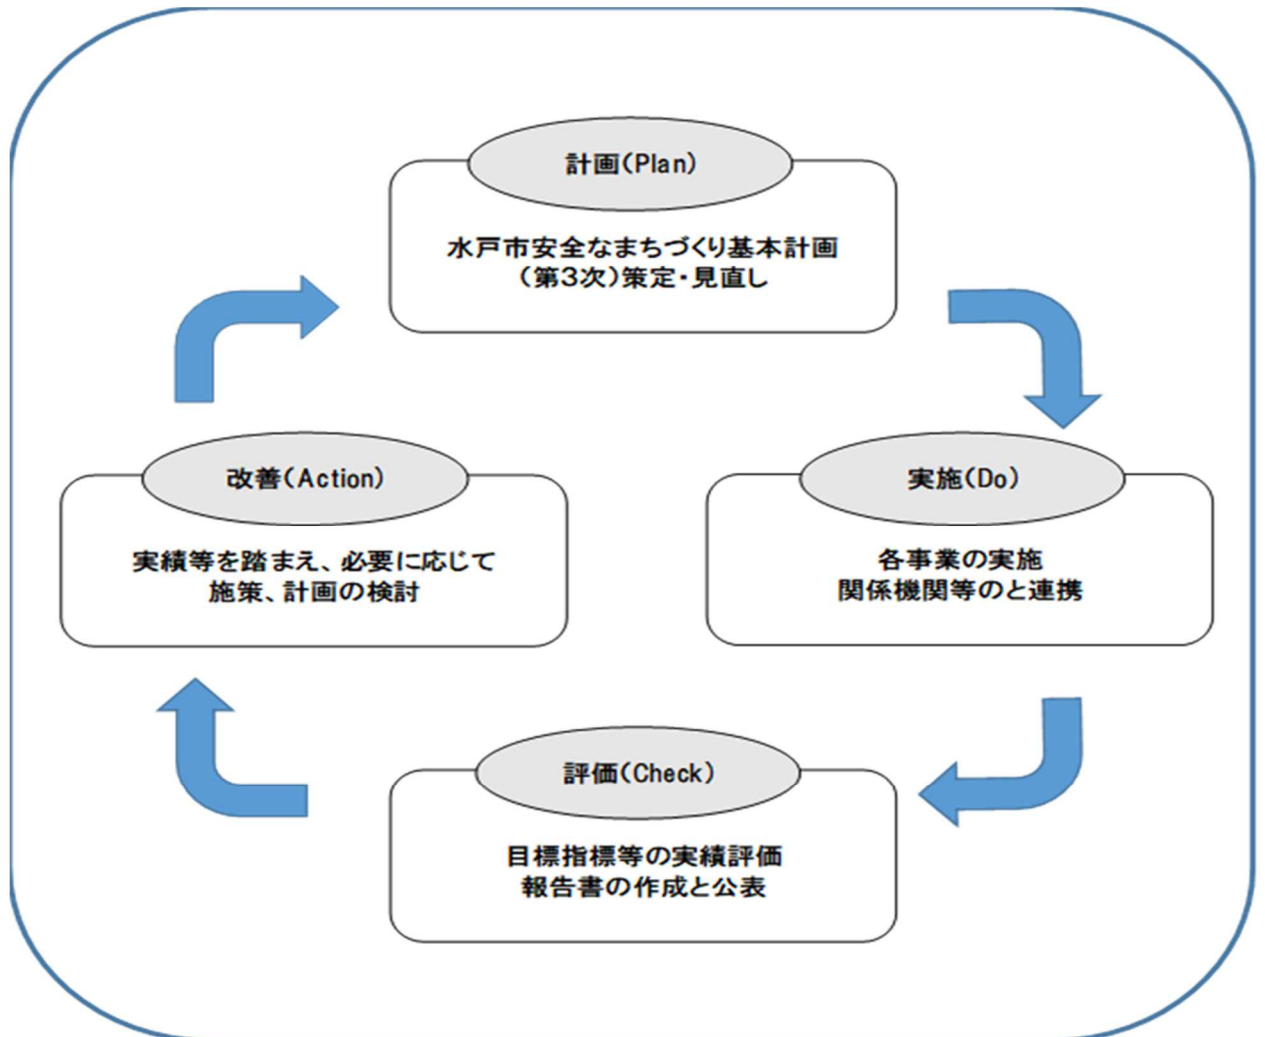 計画(Plan)
水戸市安全なまちづくり基本計画
(第3次)策定・見直し
実施(Do)
各事業の実施
関係機関等のと連携
評価(Check)
目標指標等の実績評価
報告書の作成と公表
改善(Action)
実績等を踏まえ、必要に応じて
施策、計画の検討